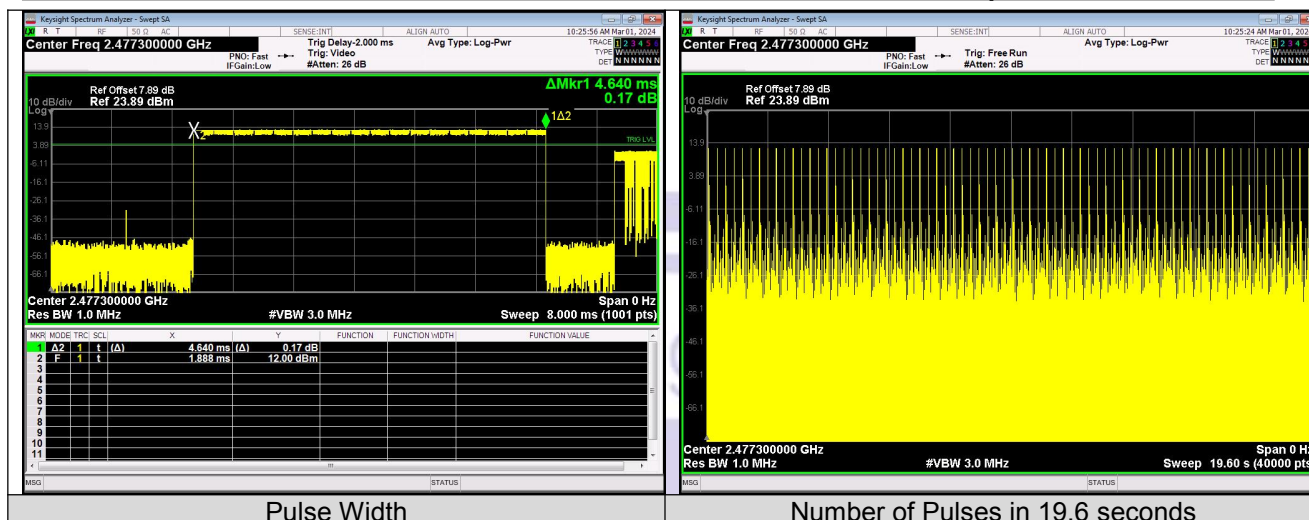 Keysight Spectrum Analyzer - Swept SA
LXI R T RF 50 Ω AC SENSE:INT ALIGN AUTO 10:25:56 AM Mar 01, 2024
Center Freq 2.477300000 GHz
PNO: Fast
IFGain:Low
Trig Delay-2.000 ms
Trig: Video
#Atten: 26 dB
Avg Type: Log-Pwr
TRACE 1 2 3 4 5 6
TYPE WWWWWW
DET N N N N N N
ΔMkr1 4.640 ms
0.17 dB
Ref Offset 7.89 dB
10 dB/div Ref 23.89 dBm
Log
1Δ2
X2
TRIG LVL
13.9
3.89
-6.11
-16.1
-26.1
-36.1
-46.1
-56.1
-66.1
Center 2.477300000 GHz Span 0 Hz
Res BW 1.0 MHz #VBW 3.0 MHz Sweep 8.000 ms (1001 pts)
MKR MODE TRC SCL X Y FUNCTION FUNCTION WIDTH FUNCTION VALUE
1 Δ2 1 t (Δ) 4.640 ms (Δ) 0.17 dB
2 F 1 t 1.888 ms 12.00 dBm
3
4
5
6
7
8
9
10
11
MSG STATUS
Pulse Width
Keysight Spectrum Analyzer - Swept SA
LXI R T RF 50 Ω AC SENSE:INT ALIGN AUTO 10:25:24 AM Mar 01, 2024
Center Freq 2.477300000 GHz
PNO: Fast
IFGain:Low
Trig: Free Run
#Atten: 26 dB
Avg Type: Log-Pwr
TRACE 1 2 3 4 5
TYPE WWWWWW
DET N N N N N N
Ref Offset 7.89 dB
10 dB/div Ref 23.89 dBm
Log
13.9
3.89
-6.11
-16.1
-26.1
-36.1
-46.1
-56.1
-66.1
Center 2.477300000 GHz Span 0 H
Res BW 1.0 MHz #VBW 3.0 MHz Sweep 19.60 s (40000 pts
MSG STATUS
Number of Pulses in 19.6 seconds